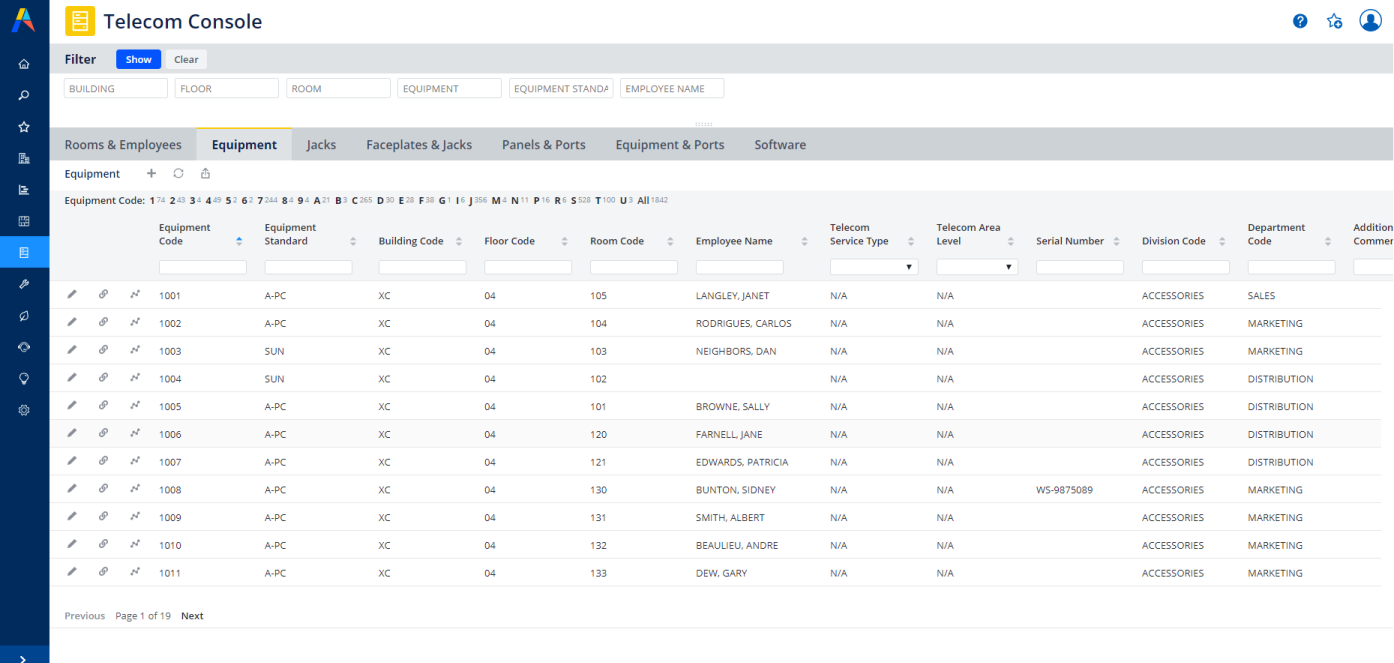 Telecom Console
Filter Show Clear
BUILDING FLOOR ROOM EQUIPMENT EQUIPMENT STANDA EMPLOYEE NAME
Rooms & Employees Equipment Jacks Faceplates & Jacks Panels & Ports Equipment & Ports Software
Equipment
Equipment Code: 1 74 2 43 3 4 4 49 5 2 6 2 7 244 8 4 9 4 A 21 B 3 C 265 D 30 E 28 F 38 G 1 I 6 J 356 M 4 N 11 P 16 R 6 S 528 T 100 U 3 All 1842
Equipment Code Equipment Standard Building Code Floor Code Room Code Employee Name Telecom Service Type Telecom Area Level Serial Number Division Code Department Code Addition Commer
1001 A-PC XC 04 105 LANGLEY, JANET N/A N/A ACCESSORIES SALES
1002 A-PC XC 04 104 RODRIGUES, CARLOS N/A N/A ACCESSORIES MARKETING
1003 SUN XC 04 103 NEIGHBORS, DAN N/A N/A ACCESSORIES MARKETING
1004 SUN XC 04 102 N/A N/A ACCESSORIES DISTRIBUTION
1005 A-PC XC 04 101 BROWNE, SALLY N/A N/A ACCESSORIES DISTRIBUTION
1006 A-PC XC 04 120 FARNELL, JANE N/A N/A ACCESSORIES DISTRIBUTION
1007 A-PC XC 04 121 EDWARDS, PATRICIA N/A N/A ACCESSORIES DISTRIBUTION
1008 A-PC XC 04 130 BUNTON, SIDNEY N/A N/A WS-9875089 ACCESSORIES MARKETING
1009 A-PC XC 04 131 SMITH, ALBERT N/A N/A ACCESSORIES MARKETING
1010 A-PC XC 04 132 BEAULIEU, ANDRE N/A N/A ACCESSORIES MARKETING
1011 A-PC XC 04 133 DEW, GARY N/A N/A ACCESSORIES MARKETING
Previous Page 1 of 19 Next